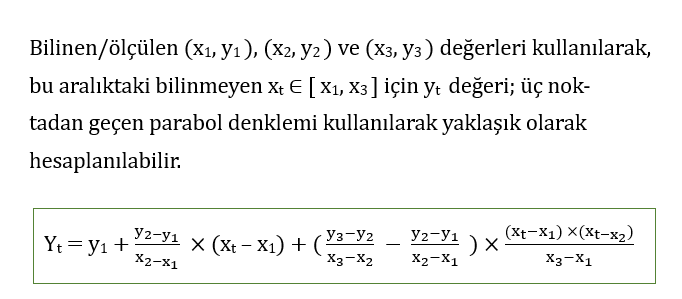 Bilinen/ölçülen (x₁, y₁), (x₂, y₂) ve (x₃, y₃) değerleri kullanılarak,
bu aralıktaki bilinmeyen xₜ ∈ [ x₁, x₃] için yₜ değeri; üç nok-
tadan geçen parabol denklemi kullanılarak yaklaşık olarak
hesaplanılabilir.
Yₜ = y₁ + (y₂−y₁)/(x₂−x₁) × (xₜ – x₁) + ( (y₃−y₂)/(x₃−x₂) − (y₂−y₁)/(x₂−x₁) ) × ((xₜ−x₁) ×(xₜ−x₂))/(x₃−x₁)